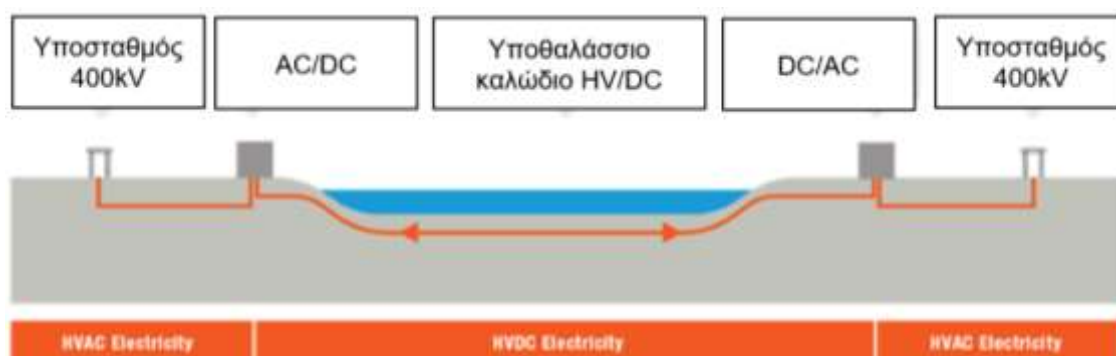 Υποσταθμός
400kV
AC/DC
Υποθαλάσσιο
καλώδιο HV/DC
DC/AC
Υποσταθμός
400kV
HVAC Electricity
HVDC Electricity
HVAC Electricity